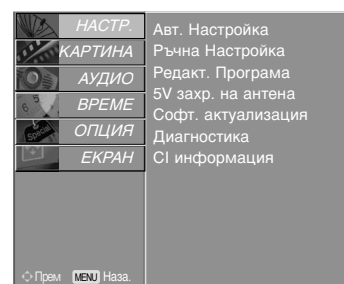 НАСТР.
КАРТИНА
АУДИО
ВРЕМЕ
ОПЦИЯ
ЕКРАН
Авт. Настройка
Ръчна Настройка
Редакт. Програма
5V захр. на антена
Софт. актуализация
Диагностика
CI информация
Прем MENU Наза.